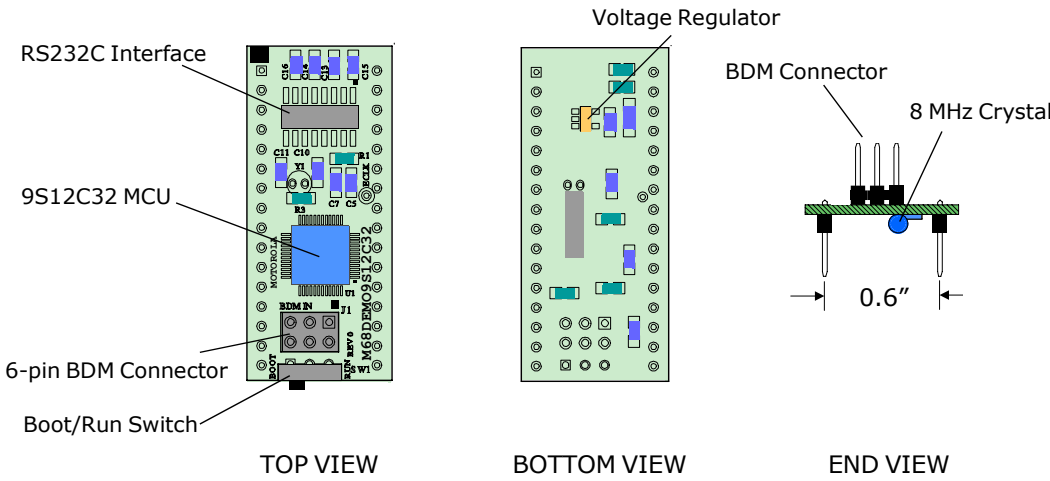 Voltage Regulator
RS232C Interface
BDM Connector
8 MHz Crystal
C16
C14
C13
C15
C11
C10
R1
Y1
ECLK
9S12C32 MCU
R3
C7
C5
MOTOROLA
M68DEMO9S12C32
U1
BDM IN
J1
REV 0
0.6”
6-pin BDM Connector
BOOT
RUN
SW1
Boot/Run Switch
TOP VIEW
BOTTOM VIEW
END VIEW